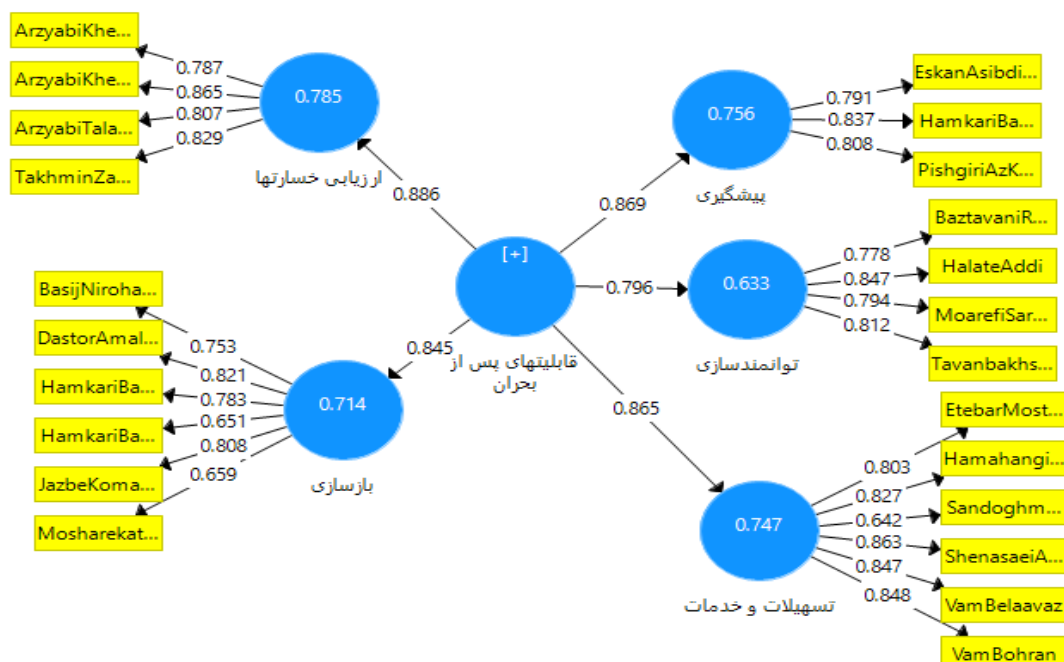 ArzyabiKhe...
0.787
ArzyabiKhe...
0.865
ArzyabiTala...
0.807
TakhminZa...
0.829
0.785
ارزیابی خسارتها
0.886
EskanAsibdi...
0.791
HamkariBa...
0.837
PishgiriAzK...
0.808
0.756
پیشگیری
0.869
[+]
قابلیتهای پس از
بحران
0.796
0.633
توانمندسازی
BaztavaniR...
0.778
HalateAddi
0.847
MoarefiSar...
0.794
Tavanbakhs...
0.812
BasijNiroha...
0.753
DastorAmal...
0.821
HamkariBa...
0.783
HamkariBa...
0.651
JazbeKoma...
0.808
Mosharekat...
0.659
0.714
بازسازی
0.845
0.865
0.747
تسهیلات و خدمات
EtebarMost...
0.803
Hamahangi...
0.827
Sandoghm...
0.642
ShenasaeiA...
0.863
VamBelaavaz
0.847
VamBohran
0.848